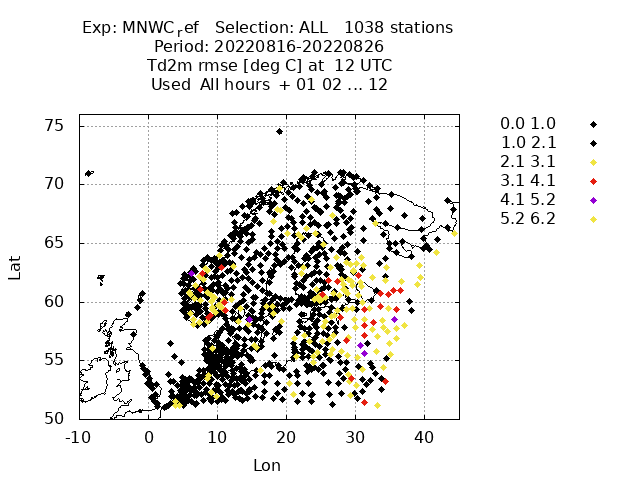 Exp: MNWC_ref Selection: ALL 1038 stations
Period: 20220816-20220826
Td2m rmse [deg C] at 12 UTC
Used All hours + 01 02 ... 12
0.0 1.0
1.0 2.1
2.1 3.1
3.1 4.1
4.1 5.2
5.2 6.2
75
70
65
60
55
50
Lat
-10 0 10 20 30 40
Lon